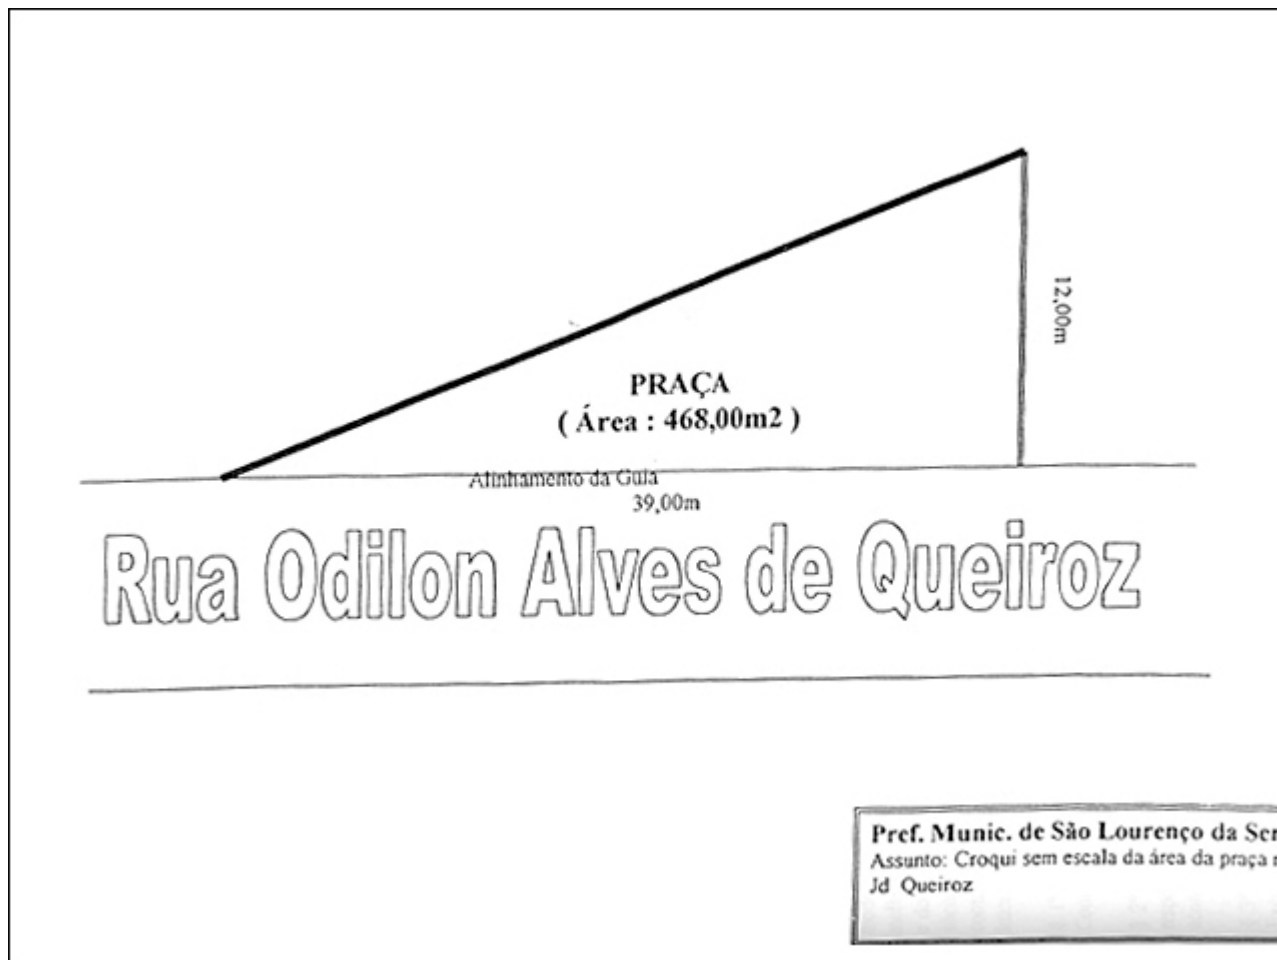 12,00m
PRAÇA
( Área : 468,00m2 )
Alinhamento da Guia
39,00m
Rua Odilon Alves de Queiroz
Pref. Munic. de São Lourenço da Ser
Assunto: Croqui sem escala da área da praça
Jd Queiroz